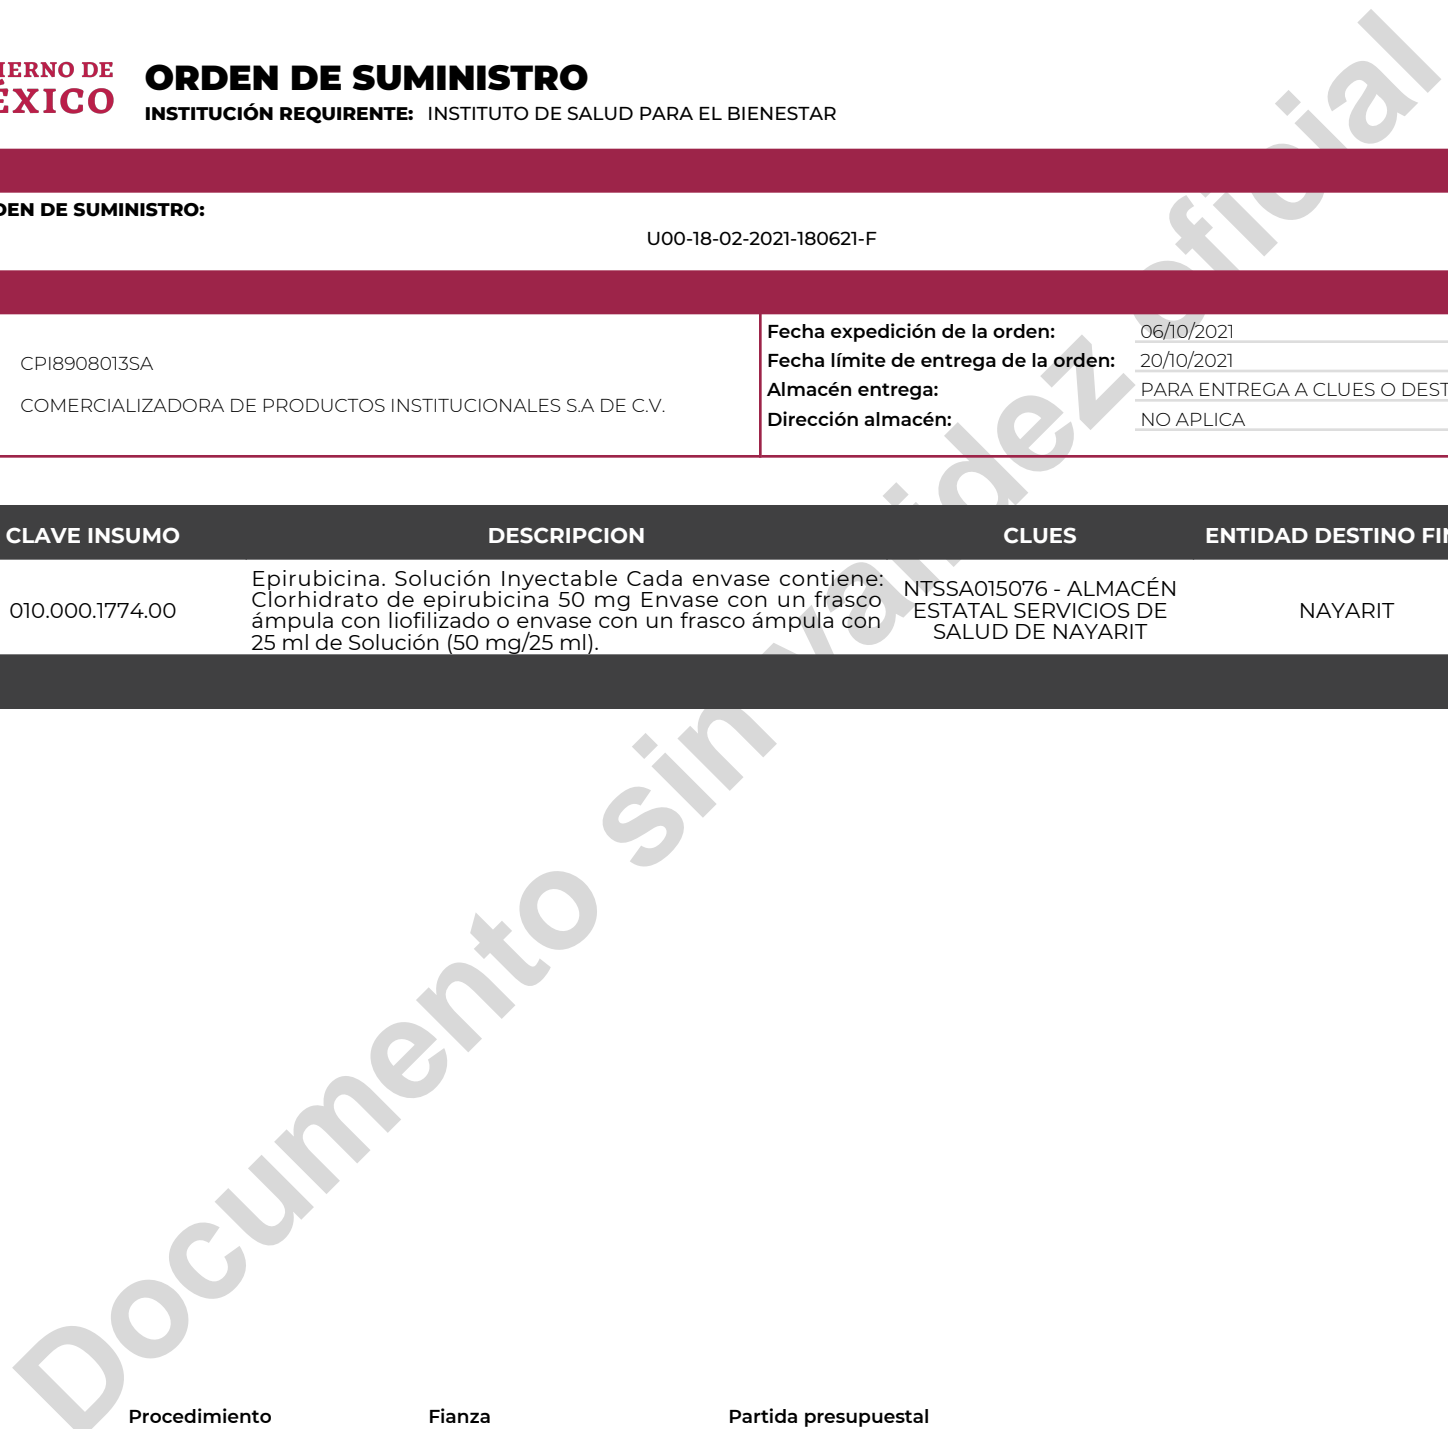 IERNO DE
ÉXICO
ORDEN DE SUMINISTRO
INSTITUCIÓN REQUIRENTE: INSTITUTO DE SALUD PARA EL BIENESTAR
DEN DE SUMINISTRO:
U00-18-02-2021-180621-F
CPI8908013SA
COMERCIALIZADORA DE PRODUCTOS INSTITUCIONALES S.A DE C.V.
Fecha expedición de la orden: 06/10/2021
Fecha límite de entrega de la orden: 20/10/2021
Almacén entrega: PARA ENTREGA A CLUES O DEST
Dirección almacén: NO APLICA
CLAVE INSUMO DESCRIPCION CLUES ENTIDAD DESTINO FIN
010.000.1774.00
Epirubicina. Solución Inyectable Cada envase contiene:
Clorhidrato de epirubicina 50 mg Envase con un frasco
ámpula con liofilizado o envase con un frasco ámpula con
25 ml de Solución (50 mg/25 ml).
NTSSA015076 - ALMACÉN
ESTATAL SERVICIOS DE
SALUD DE NAYARIT
NAYARIT
Documento sin validez oficial
Procedimiento Fianza Partida presupuestal